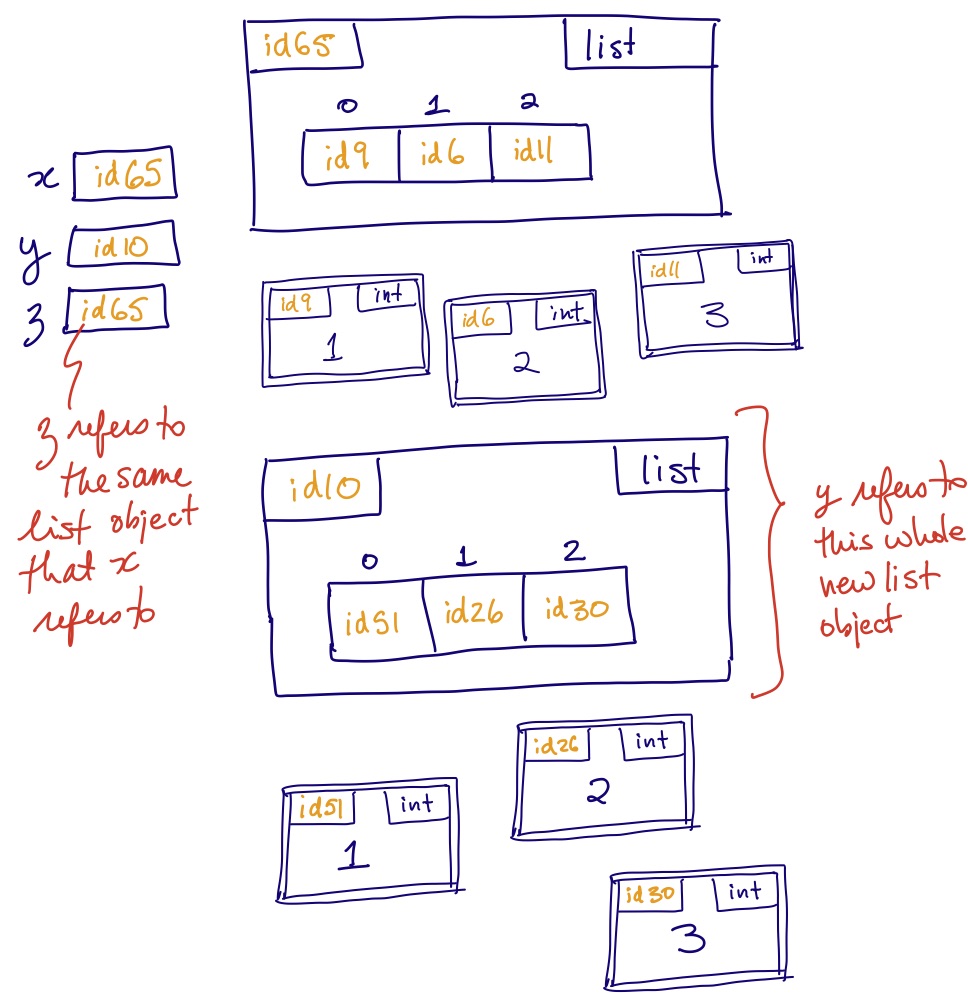 id65 list
0 1 2
id9 id6 id11
x id65
y id10
z id65
id9 int
1
id6 int
2
id11 int
3
z refers to
the same
list object
that x
refers to
id10 list
0 1 2
id51 id26 id30
y refers to
this whole
new list
object
id51 int
1
id26 int
2
id30 int
3